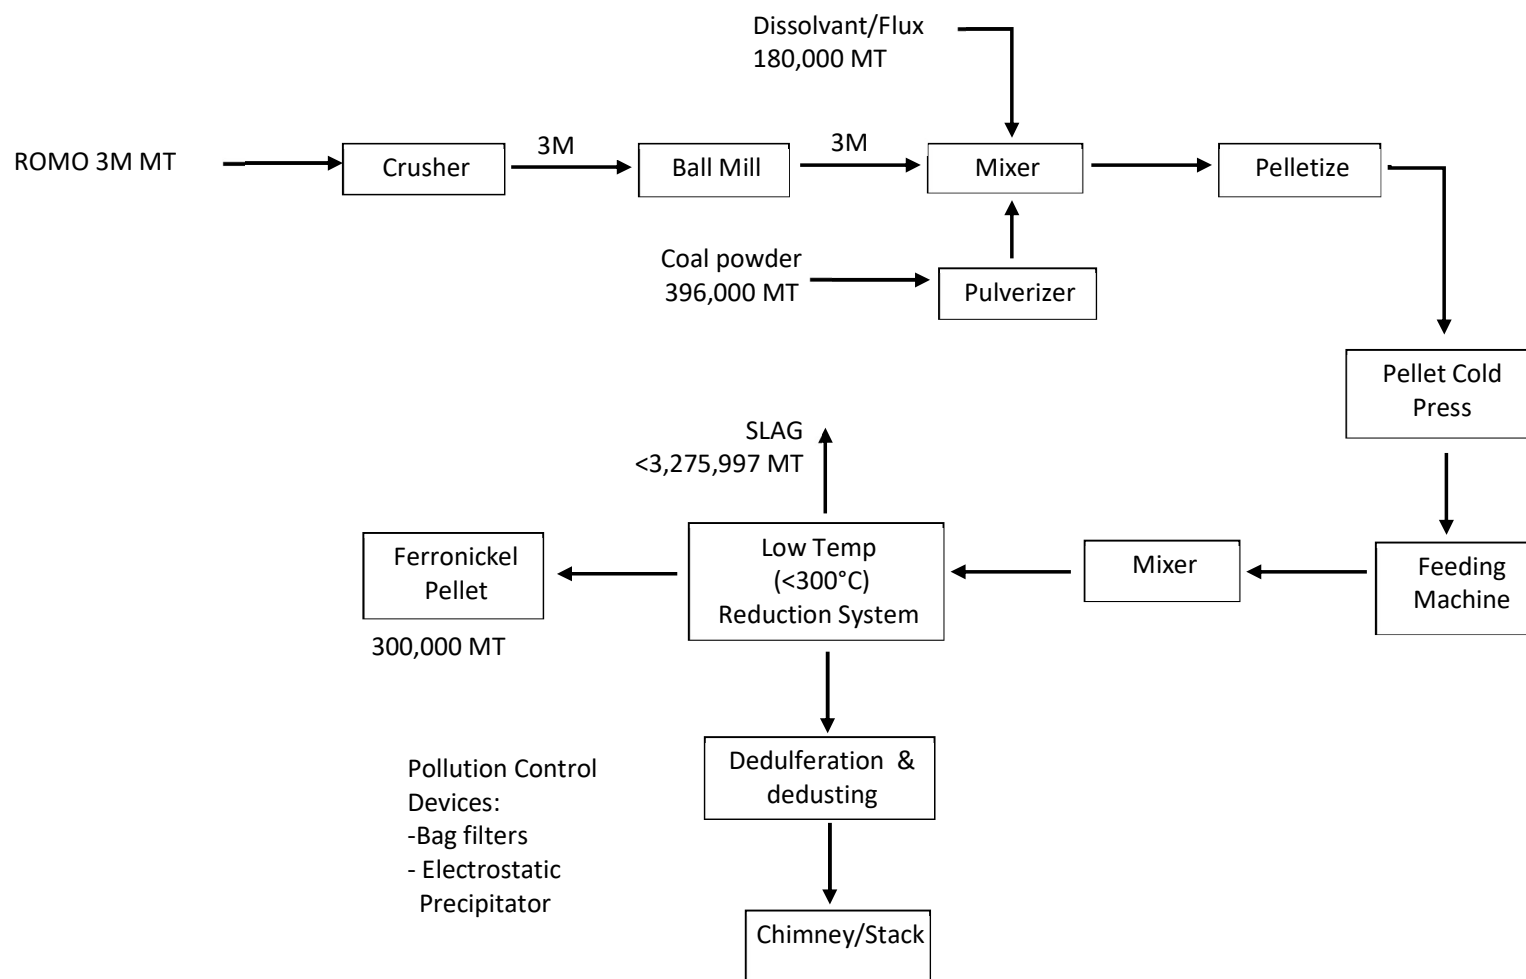 Dissolvant/Flux
180,000 MT
ROMO 3M MT
Crusher
3M
Ball Mill
3M
Mixer
Pelletize
Coal powder
396,000 MT
Pulverizer
Pellet Cold
Press
SLAG
<3,275,997 MT
Ferronickel
Pellet
300,000 MT
Low Temp
(<300°C)
Reduction System
Mixer
Feeding
Machine
Pollution Control
Devices:
-Bag filters
- Electrostatic
Precipitator
Dedulferation &
dedusting
Chimney/Stack